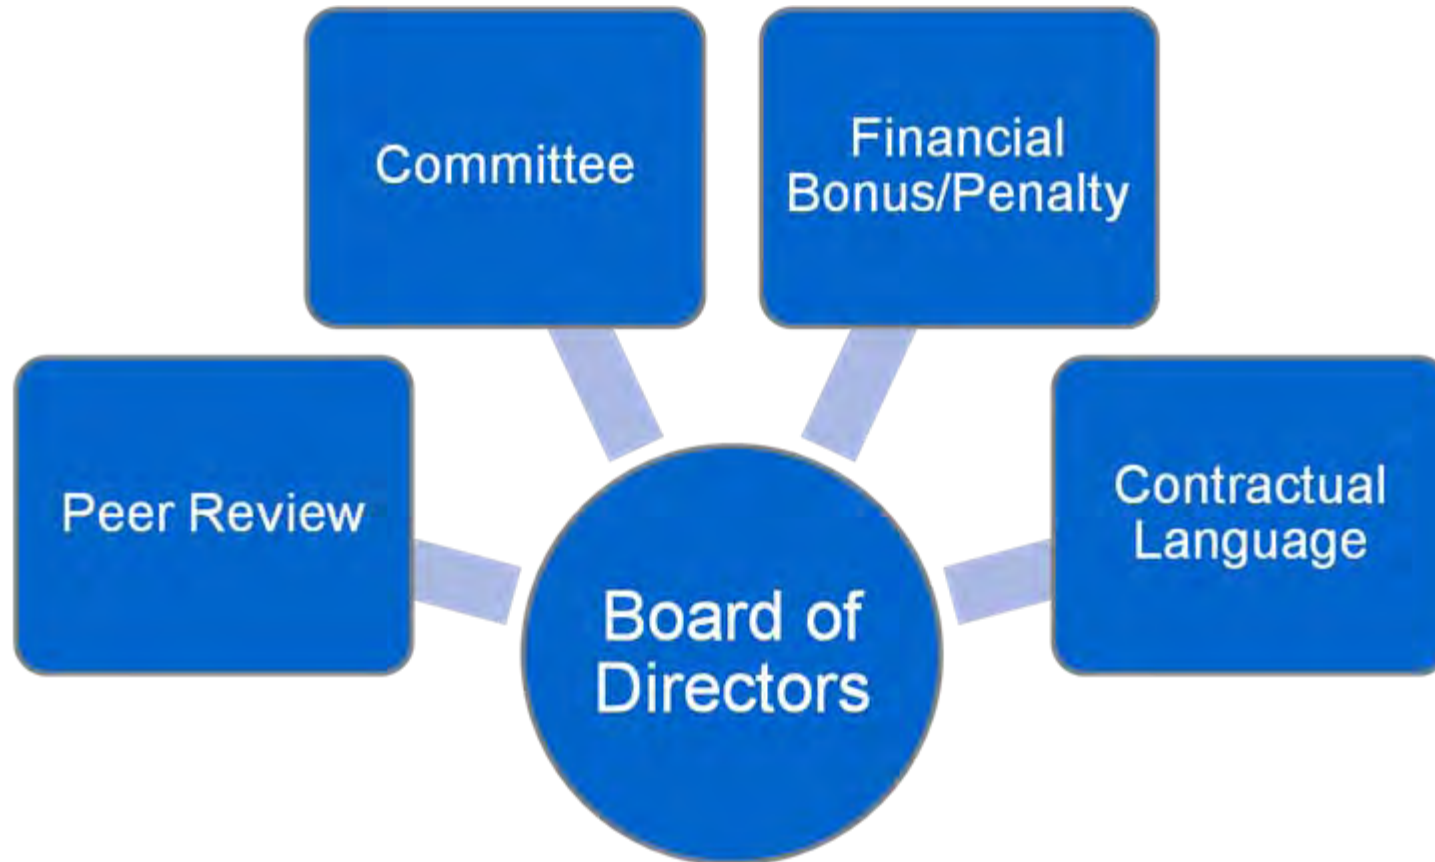 Committee
Financial
Bonus/Penalty
Peer Review
Contractual
Language
Board of
Directors